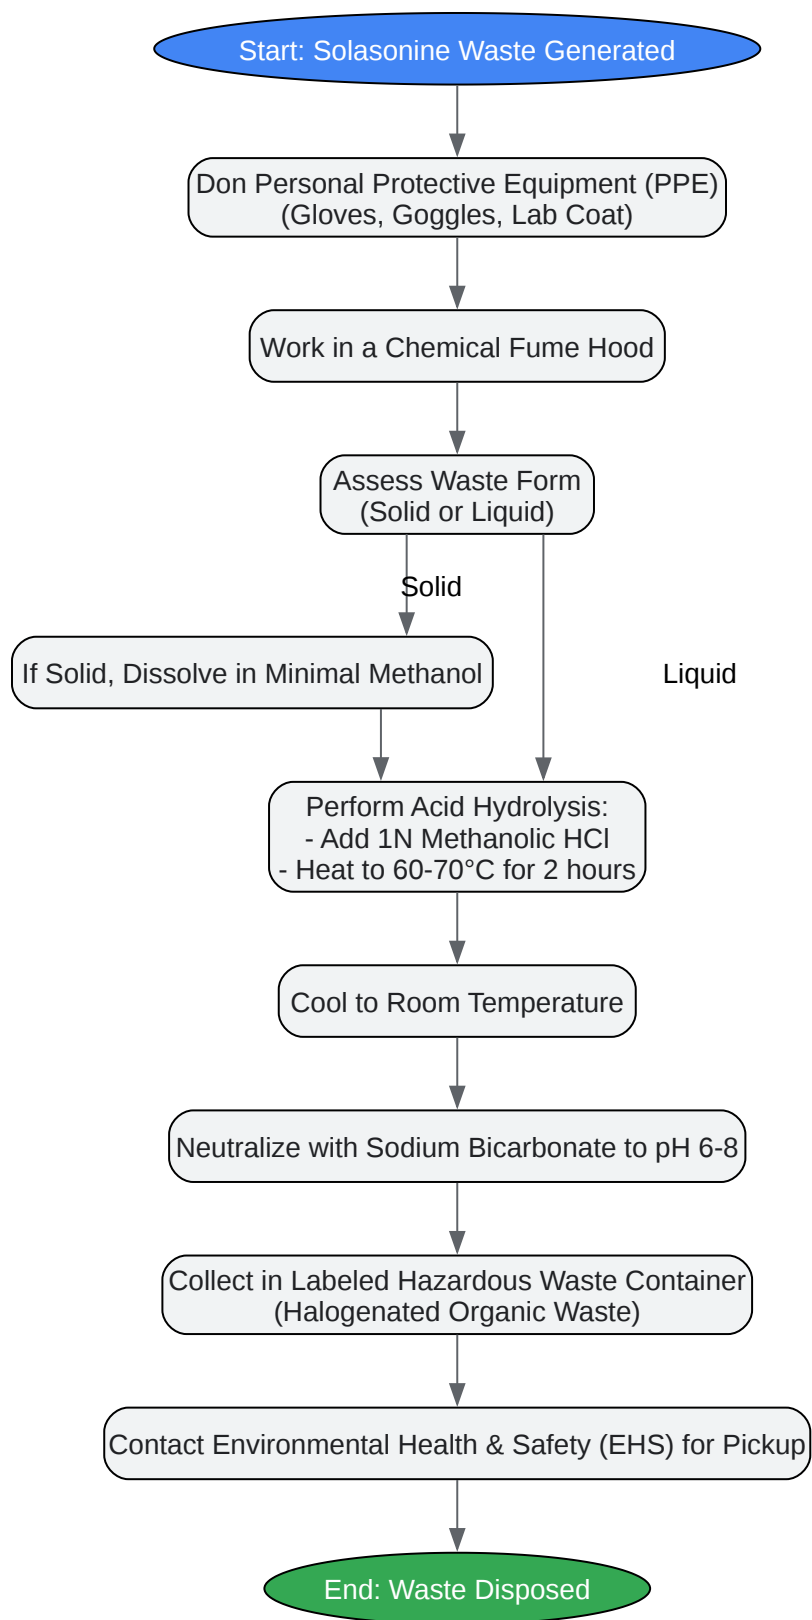 Start: Solasonine Waste Generated
Don Personal Protective Equipment (PPE)
(Gloves, Goggles, Lab Coat)
Work in a Chemical Fume Hood
Assess Waste Form
(Solid or Liquid)
Solid
If Solid, Dissolve in Minimal Methanol
Liquid
Perform Acid Hydrolysis:
- Add 1N Methanolic HCl
- Heat to 60-70°C for 2 hours
Cool to Room Temperature
Neutralize with Sodium Bicarbonate to pH 6-8
Collect in Labeled Hazardous Waste Container
(Halogenated Organic Waste)
Contact Environmental Health & Safety (EHS) for Pickup
End: Waste Disposed